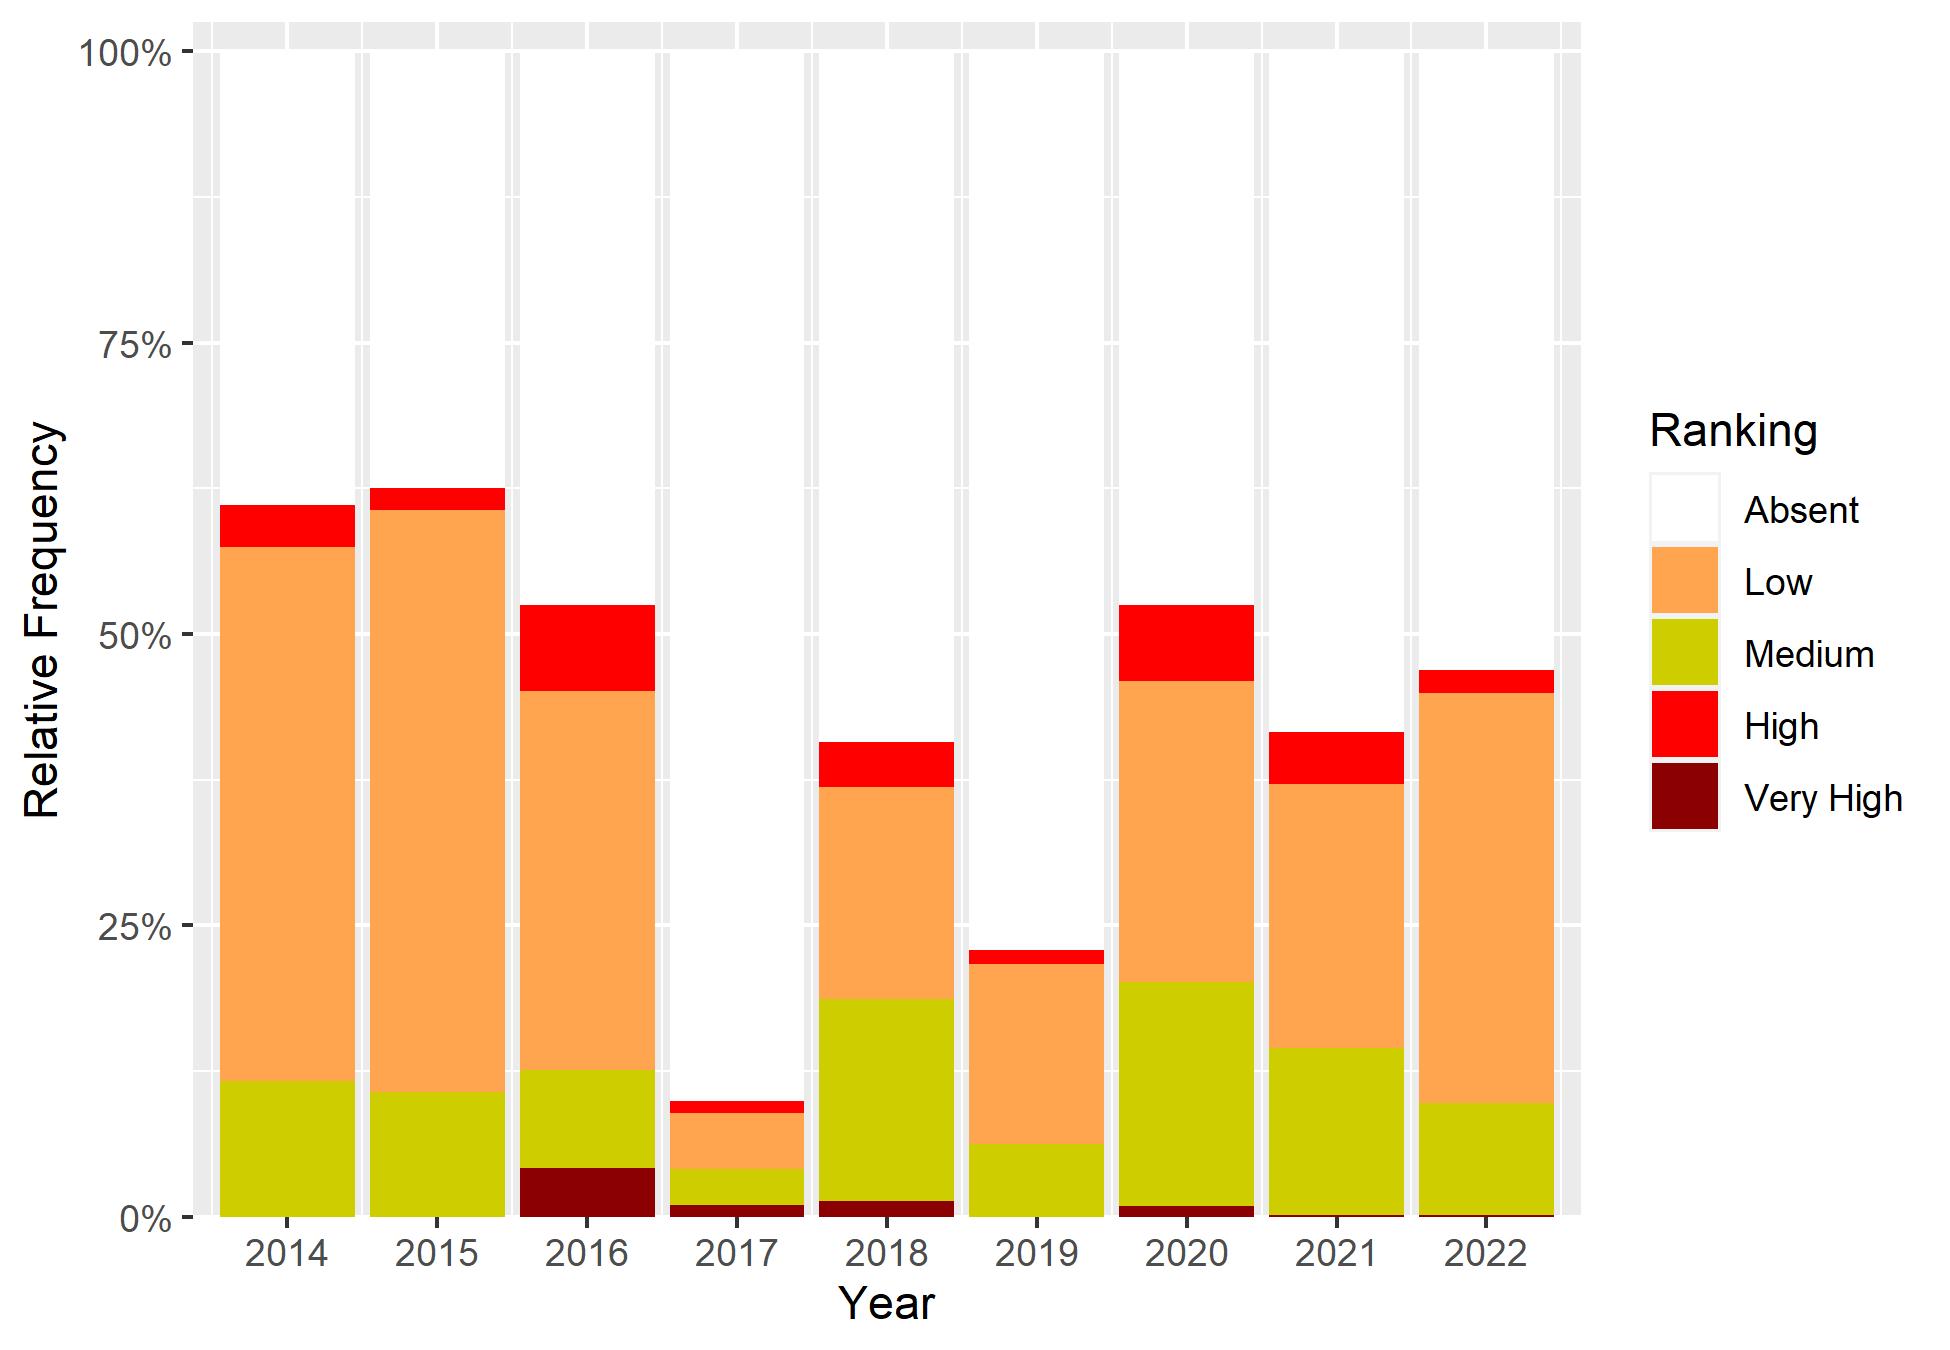 100%
75%
50%
25%
0%
Relative Frequency
2014 2015 2016 2017 2018 2019 2020 2021 2022
Year
Ranking
Absent
Low
Medium
High
Very High